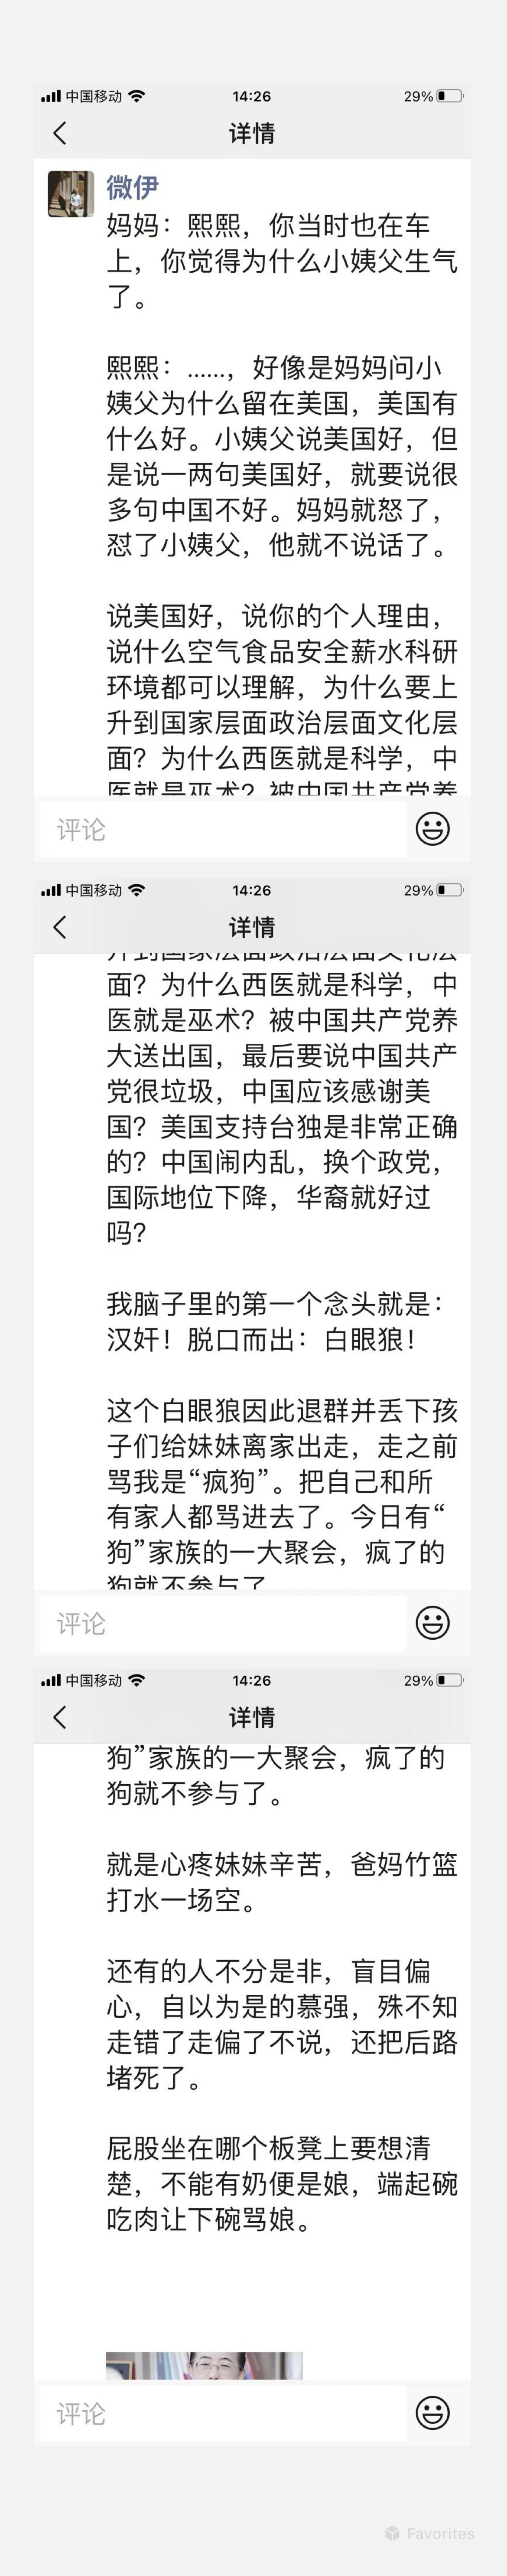 中国移动 14:26 29%
详情
微伊
妈妈：熙熙，你当时也在车
上，你觉得为什么小姨父生气
了。
熙熙：......，好像是妈妈问小
姨父为什么留在美国，美国有
什么好。小姨父说美国好，但
是说一两句美国好，就要说很
多句中国不好。妈妈就怒了，
怼了小姨父，他就不说话了。
说美国好，说你的个人理由，
说什么空气食品安全薪水科研
环境都可以理解，为什么要上
升到国家层面政治层面文化层
面？为什么西医就是科学，中
医就是巫术？被中国共产党养
评论
中国移动 14:26 29%
详情
升到国家层面政治层面文化层
面？为什么西医就是科学，中
医就是巫术？被中国共产党养
大送出国，最后要说中国共产
党很垃圾，中国应该感谢美
国？美国支持台独是非常正确
的？中国闹内乱，换个政党，
国际地位下降，华裔就好过
吗？
我脑子里的第一个念头就是：
汉奸！脱口而出：白眼狼！
这个白眼狼因此退群并丢下孩
子们给妹妹离家出走，走之前
骂我是“疯狗”。把自己和所
有家人都骂进去了。今日有“
狗”家族的一大聚会，疯了的
狗就不参与了
评论
中国移动 14:26 29%
详情
狗”家族的一大聚会，疯了的
狗就不参与了。
就是心疼妹妹辛苦，爸妈竹篮
打水一场空。
还有的人不分是非，盲目偏
心，自以为是的慕强，殊不知
走错了走偏了不说，还把后路
堵死了。
屁股坐在哪个板凳上要想清
楚，不能有奶便是娘，端起碗
吃肉让下碗骂娘。
评论
Favorites